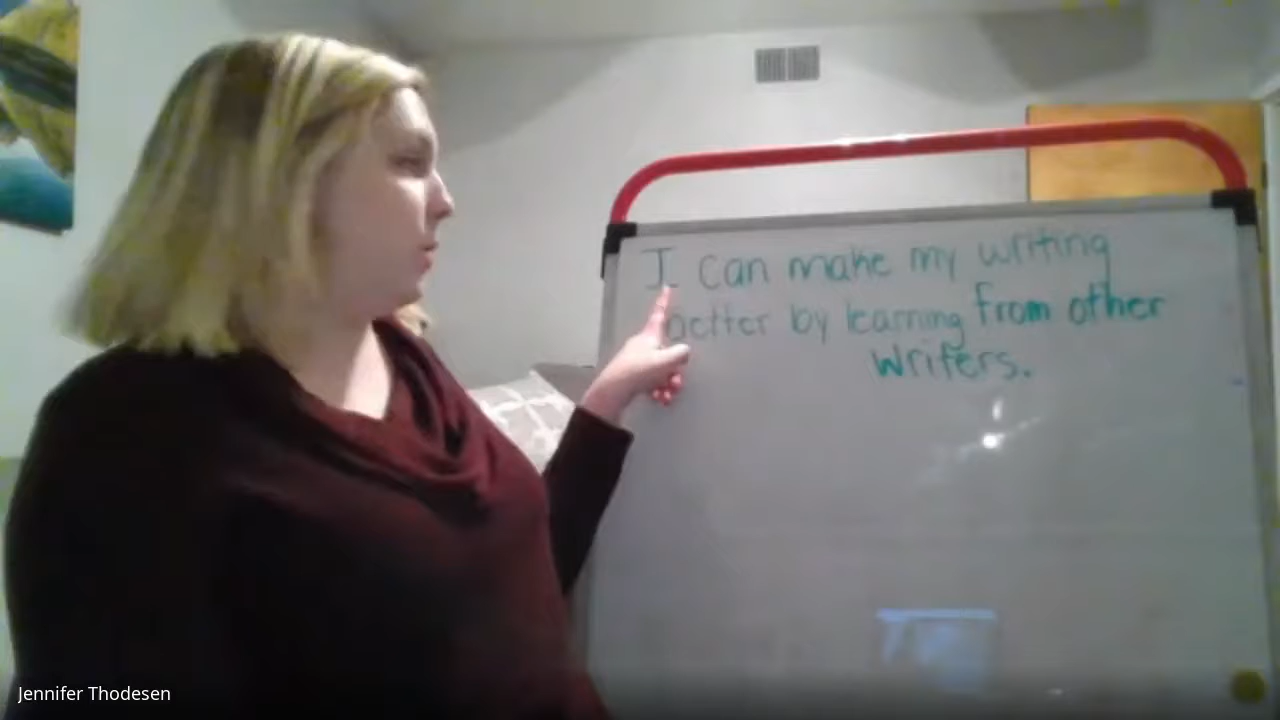 I can make my writing
better by learning from other
writers.
Jennifer Thodesen